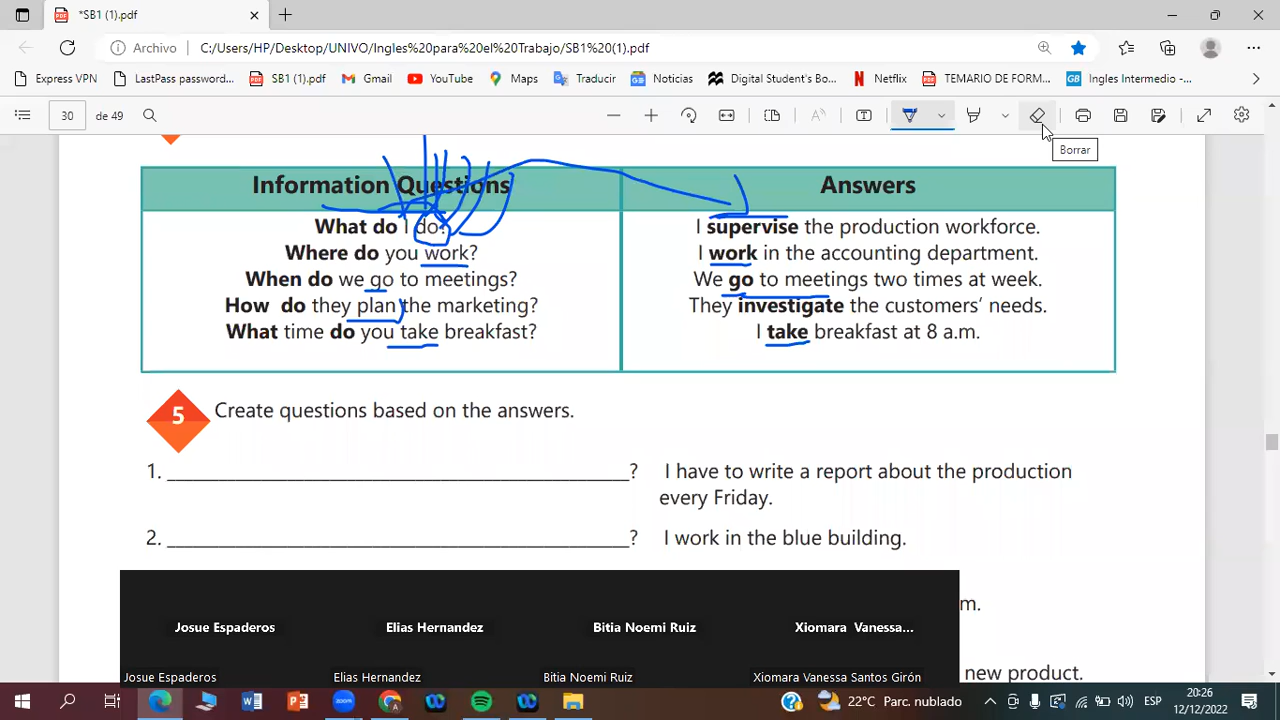 *SB1 (1).pdf
Archivo C:/Users/HP/Desktop/UNIVO/Ingles%20para%20el%20Trabajo/SB1%20(1).pdf
Express VPN LastPass password... SB1 (1).pdf Gmail YouTube Maps Traducir Noticias Digital Student's Bo... Netflix TEMARIO DE FORM... Ingles Intermedio -...
30 de 49
Borrar
Information Questions Answers
What do I do? I supervise the production workforce.
Where do you work? I work in the accounting department.
When do we go to meetings? We go to meetings two times at week.
How do they plan the marketing? They investigate the customers' needs.
What time do you take breakfast? I take breakfast at 8 a.m.
5 Create questions based on the answers.
1. ____________________? I have to write a report about the production
every Friday.
2. ____________________? I work in the blue building.
m.
Josue Espaderos Elias Hernandez Bitia Noemi Ruiz Xiomara Vanessa...
new product.
Josue Espaderos Elias Hernandez Bitia Noemi Ruiz Xiomara Vanessa Santos Girón
22°C Parc. nublado ESP 20:26
12/12/2022